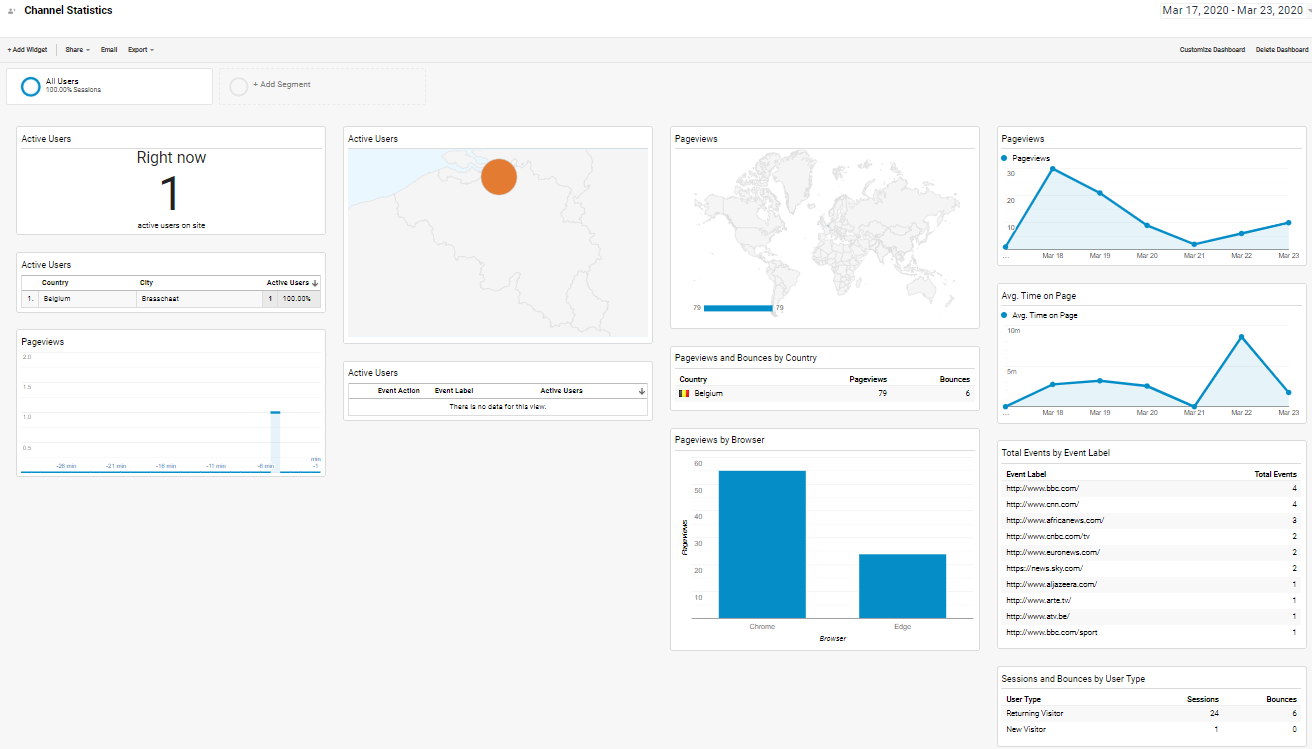 Channel Statistics
Mar 17, 2020 - Mar 23, 2020
+ Add Widget Share Email Export
Customize Dashboard Delete Dashboard
All Users
100.00% Sessions
+ Add Segment
Active Users
Right now
1
active users on site
Active Users
Country City Active Users
1. Belgium Brasschaat 1 100.00%
Pageviews
2.0
1.5
1.0
0.5
-26 min -21 min -16 min -11 min -6 min
min
-1
Active Users
Active Users
Event Action Event Label Active Users
There is no data for this view.
Pageviews
79 79
Pageviews and Bounces by Country
Country Pageviews Bounces
Belgium 79 6
Pageviews by Browser
60
50
40
30
20
10
Pageviews
Chrome Edge
Browser
Pageviews
Pageviews
30
20
10
... Mar 18 Mar 19 Mar 20 Mar 21 Mar 22 Mar 23
Avg. Time on Page
Avg. Time on Page
10m
5m
... Mar 18 Mar 19 Mar 20 Mar 21 Mar 22 Mar 23
Total Events by Event Label
Event Label Total Events
http://www.bbc.com/ 4
http://www.cnn.com/ 4
http://www.africanews.com/ 3
http://www.cnbc.com/tv 2
http://www.euronews.com/ 2
https://news.sky.com/ 2
http://www.aljazeera.com/ 1
http://www.arte.tv/ 1
http://www.atv.be/ 1
http://www.bbc.com/sport 1
Sessions and Bounces by User Type
User Type Sessions Bounces
Returning Visitor 24 6
New Visitor 1 0